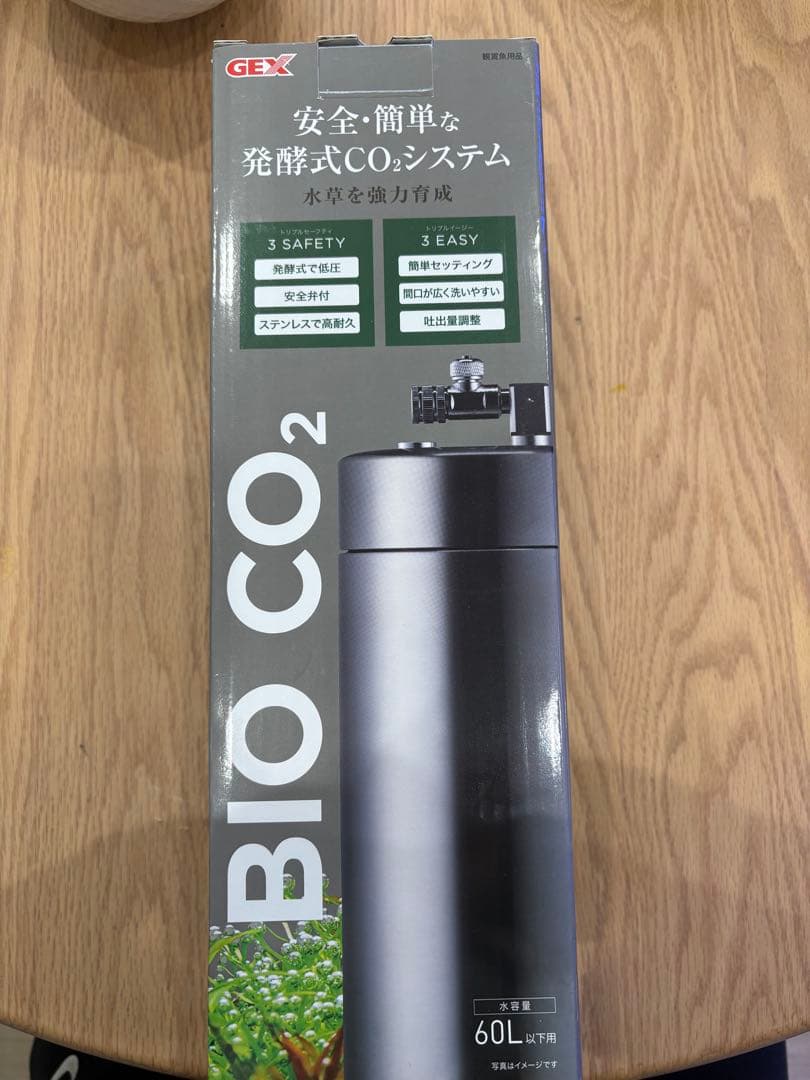 GEX
観賞魚用品
安全・簡単な
発酵式CO₂システム
水草を強力育成
トリプルセーフティ
3 SAFETY
発酵式で低圧
安全弁付
ステンレスで高耐久
トリプルイージー
3 EASY
簡単セッティング
間口が広く洗いやすい
吐出量調整
BIO CO₂
水容量
60L以下用
写真はイメージです